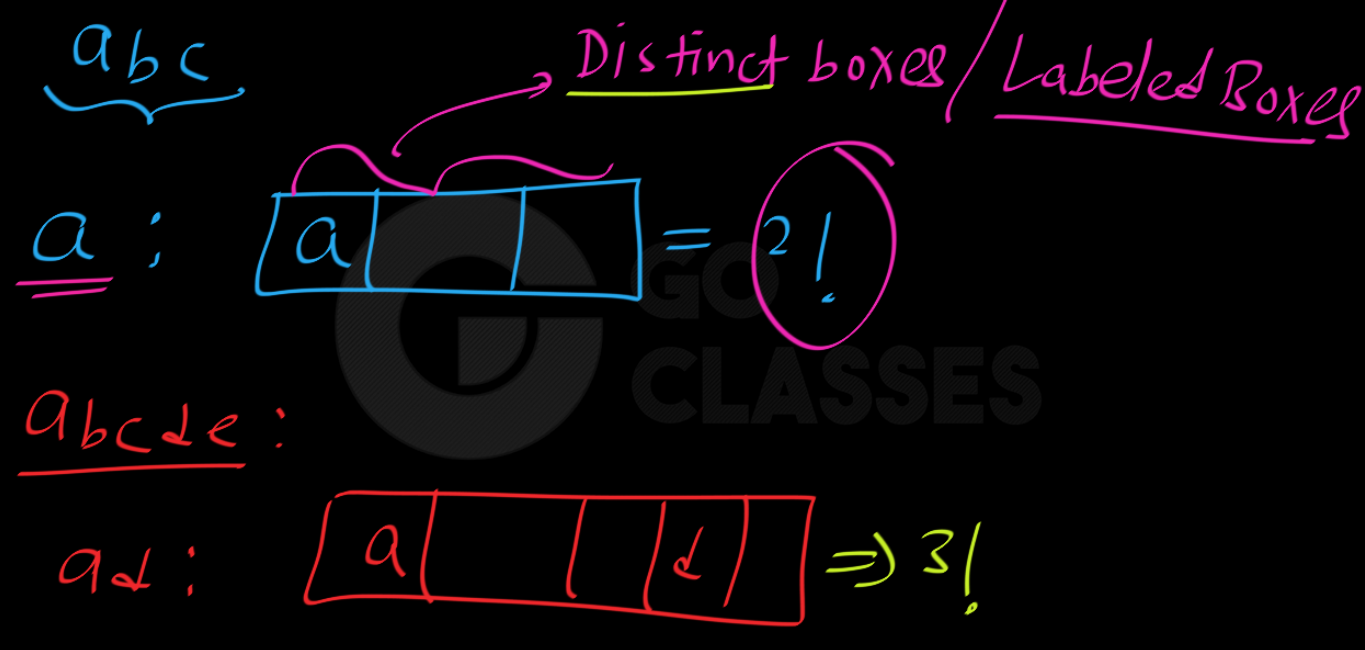 abc
Distinct boxes / Labeled Boxes
a : a = 2!
GO
CLASSES
abcde :
ad : a d => 3!